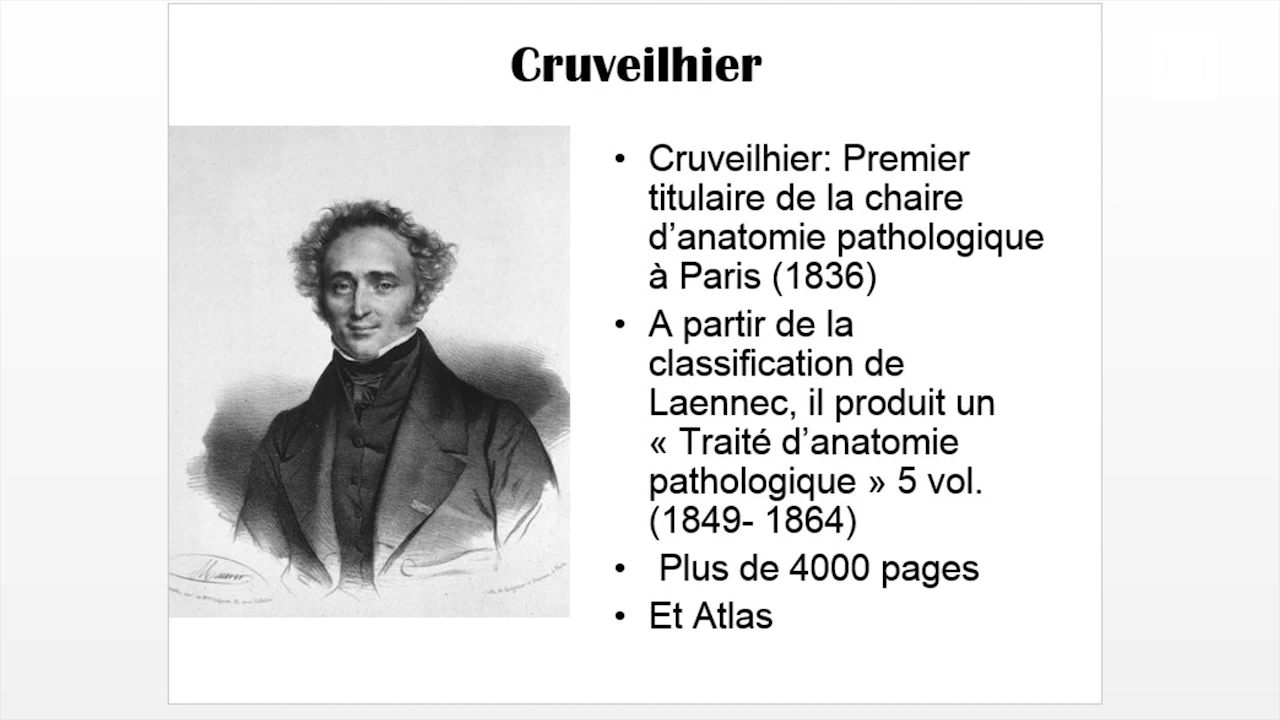 Cruveilhier
• Cruveilhier: Premier
titulaire de la chaire
d’anatomie pathologique
à Paris (1836)
• A partir de la
classification de
Laennec, il produit un
« Traité d’anatomie
pathologique » 5 vol.
(1849- 1864)
• Plus de 4000 pages
• Et Atlas